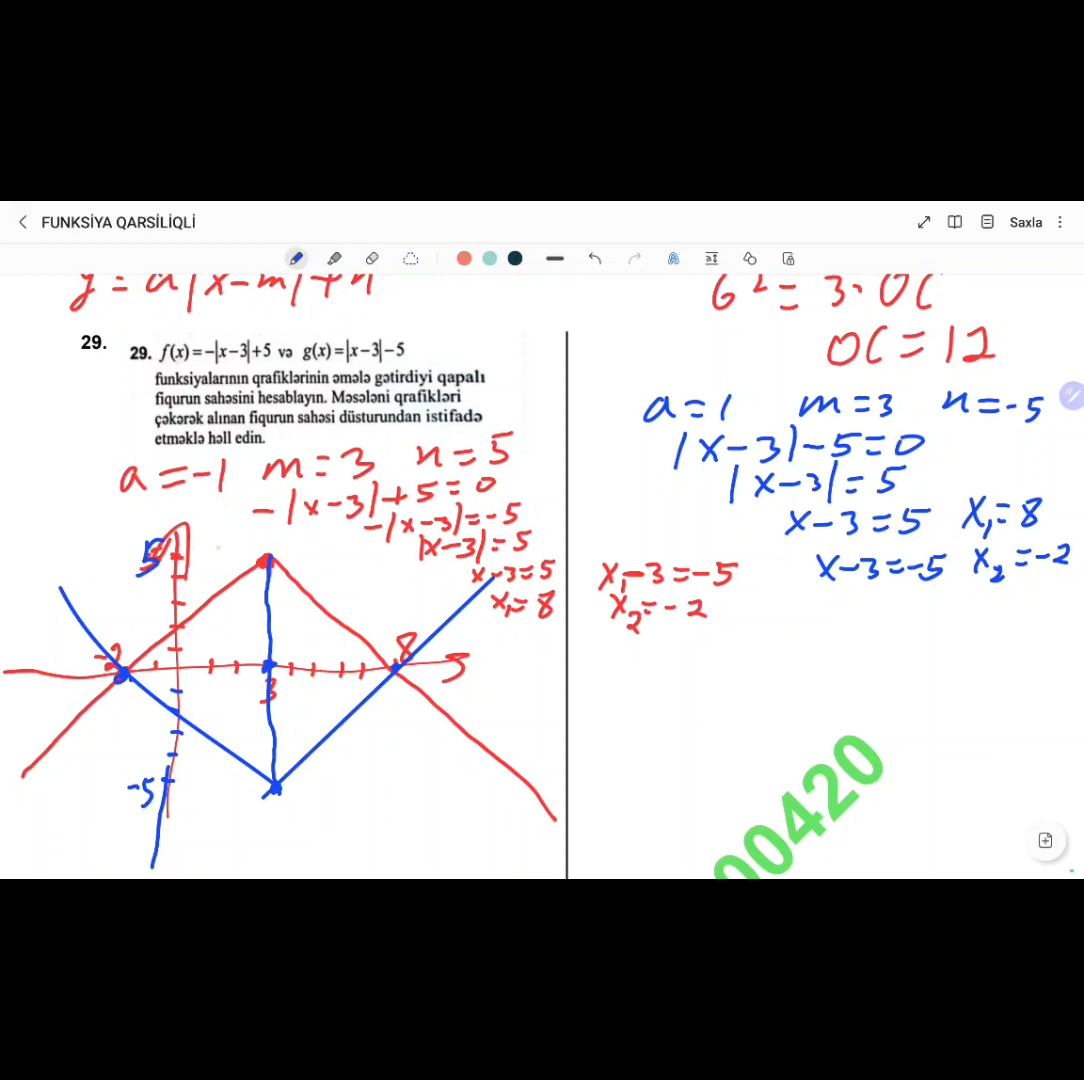 FUNKSİYA QARSİLİQLİ
Saxla
y = a|x-m|+n
29.
29. f(x)=-|x-3|+5 və g(x)=|x-3|-5
funksiyalarının qrafiklərinin əmələ gətirdiyi qapalı
fiqurun sahəsini hesablayın. Məsələni qrafikləri
çəkərək alınan fiqurun sahəsi düsturundan istifadə
etməklə həll edin.
a=-1 m=3 n=5
-|x-3|+5=0
-|x-3|=-5
|x-3|=5
x-3=5
x₁=8
5
-2
3
8
-5
6²=3·OC
OC=12
a=1 m=3 n=-5
|x-3|-5=0
|x-3|=5
x-3=5 x₁=8
x-3=-5 x₂=-2
x₁-3=-5
x₂=-2
00420